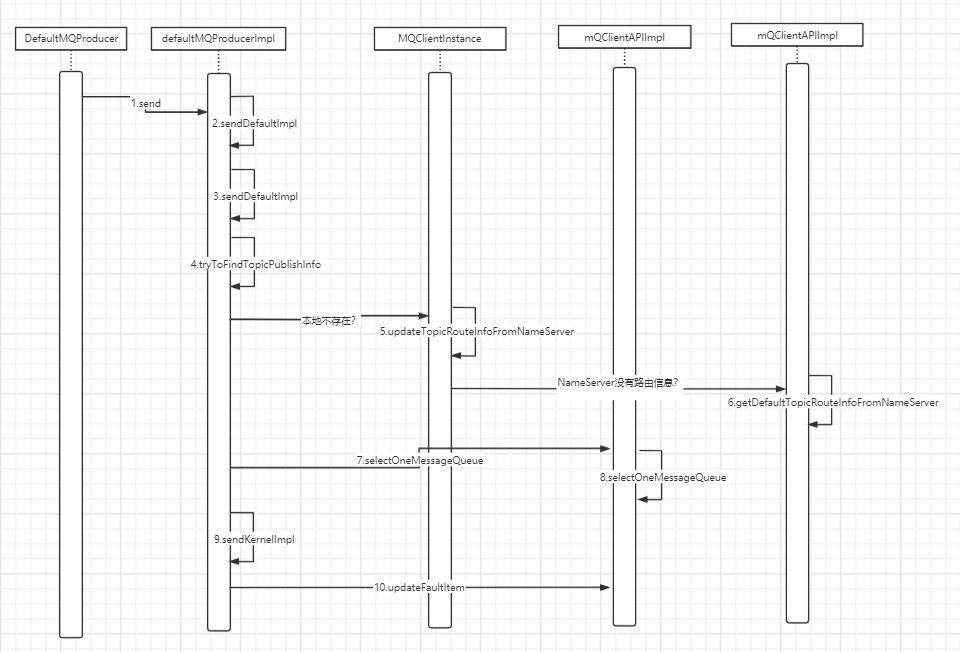 DefaultMQProducer
defaultMQProducerImpl
MQClientInstance
mQClientAPIImpl
mQClientAPIImpl
1.send
2.sendDefaultImpl
3.sendDefaultImpl
4.tryToFindTopicPublishInfo
本地不存在?
5.updateTopicRouteInfoFromNameServer
NameServer没有路由信息?
6.getDefaultTopicRouteInfoFromNameServer
7.selectOneMessageQueue
8.selectOneMessageQueue
9.sendKernelImpl
10.updateFaultItem